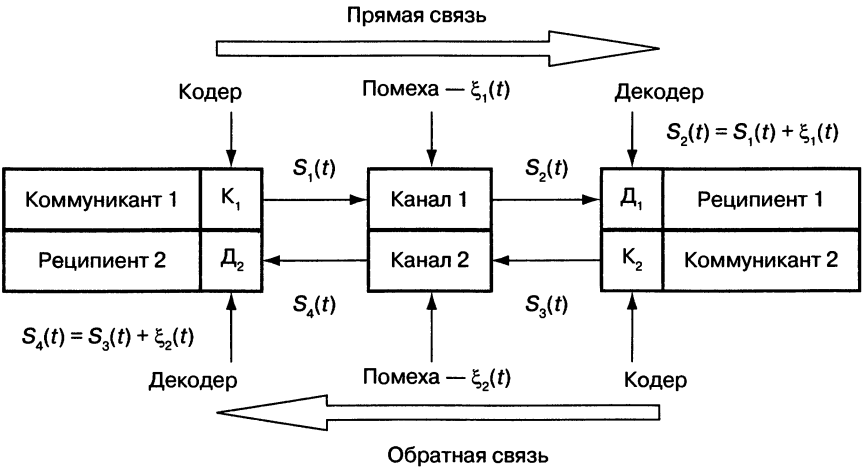 Прямая связь
Кодер
Помеха — ξ₁(t)
Декодер
S₂(t) = S₁(t) + ξ₁(t)
S₁(t)
S₂(t)
Коммуникант 1
К₁
Канал 1
Д₁
Реципиент 1
Реципиент 2
Д₂
Канал 2
К₂
Коммуникант 2
S₄(t)
S₃(t)
S₄(t) = S₃(t) + ξ₂(t)
Декодер
Помеха — ξ₂(t)
Кодер
Обратная связь